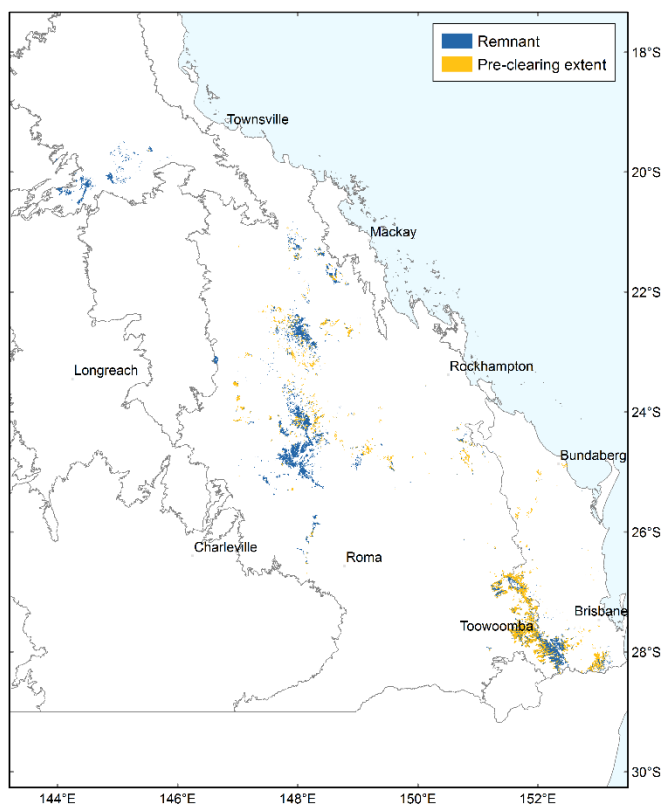 Remnant
Pre-clearing extent
18°S
Townsville
20°S
Mackay
22°S
Longreach
Rockhampton
24°S
Bundaberg
26°S
Charleville
Roma
Brisbane
Toowoomba
28°S
30°S
144°E
146°E
148°E
150°E
152°E